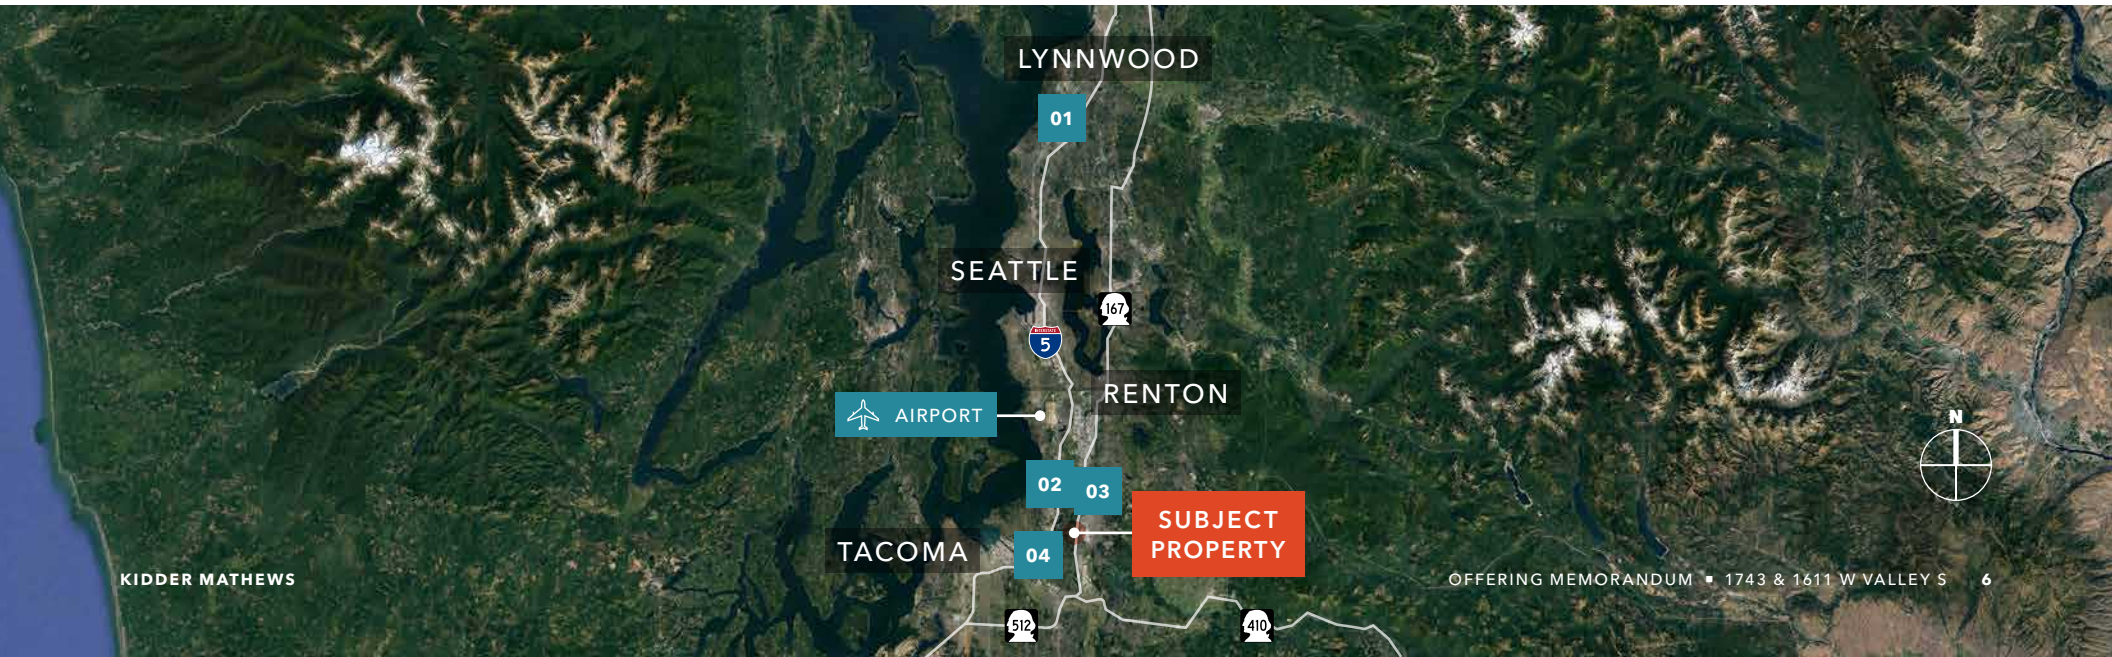 LYNNWOOD
01
SEATTLE
167
INTERSTATE
5
RENTON
AIRPORT
N
02
03
SUBJECT
PROPERTY
TACOMA
04
KIDDER MATHEWS
OFFERING MEMORANDUM ▪ 1743 & 1611 W VALLEY S 6
512
410